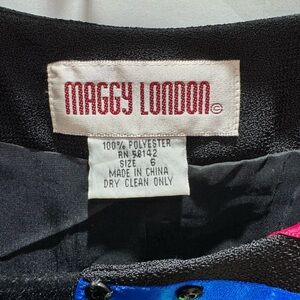 MAGGY LONDON ©
100% POLYESTER
RN 58142
SIZE 6
MADE IN CHINA
DRY CLEAN ONLY